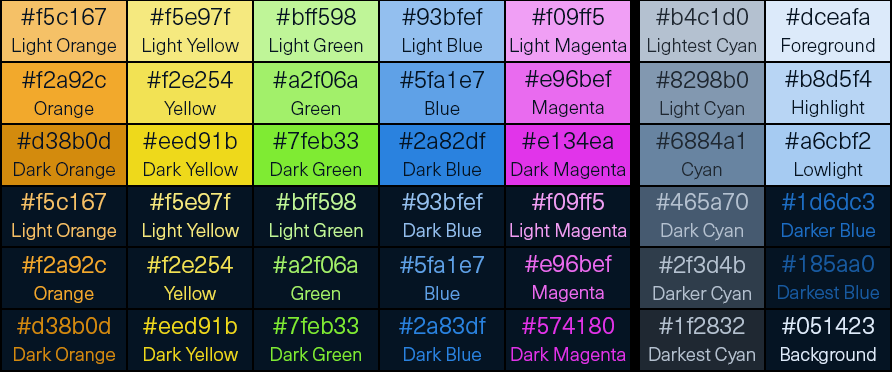 #f5c167 #f5e97f #bff598 #93bfef #f09ff5 #b4c1d0 #dceafa
Light Orange Light Yellow Light Green Light Blue Light Magenta Lightest Cyan Foreground
#f2a92c #f2e254 #a2f06a #5fa1e7 #e96bef #8298b0 #b8d5f4
Orange Yellow Green Blue Magenta Light Cyan Highlight
#d38b0d #eed91b #7feb33 #2a82df #e134ea #6884a1 #a6cbf2
Dark Orange Dark Yellow Dark Green Dark Blue Dark Magenta Cyan Lowlight
#f5c167 #f5e97f #bff598 #93bfef #f09ff5 #465a70 #1d6dc3
Light Orange Light Yellow Light Green Dark Blue Light Magenta Dark Cyan Darker Blue
#f2a92c #f2e254 #a2f06a #5fa1e7 #e96bef #2f3d4b #185aa0
Orange Yellow Green Blue Magenta Darker Cyan Darkest Blue
#d38b0d #eed91b #7feb33 #2a83df #574180 #1f2832 #051423
Dark Orange Dark Yellow Dark Green Dark Blue Dark Magenta Darkest Cyan Background